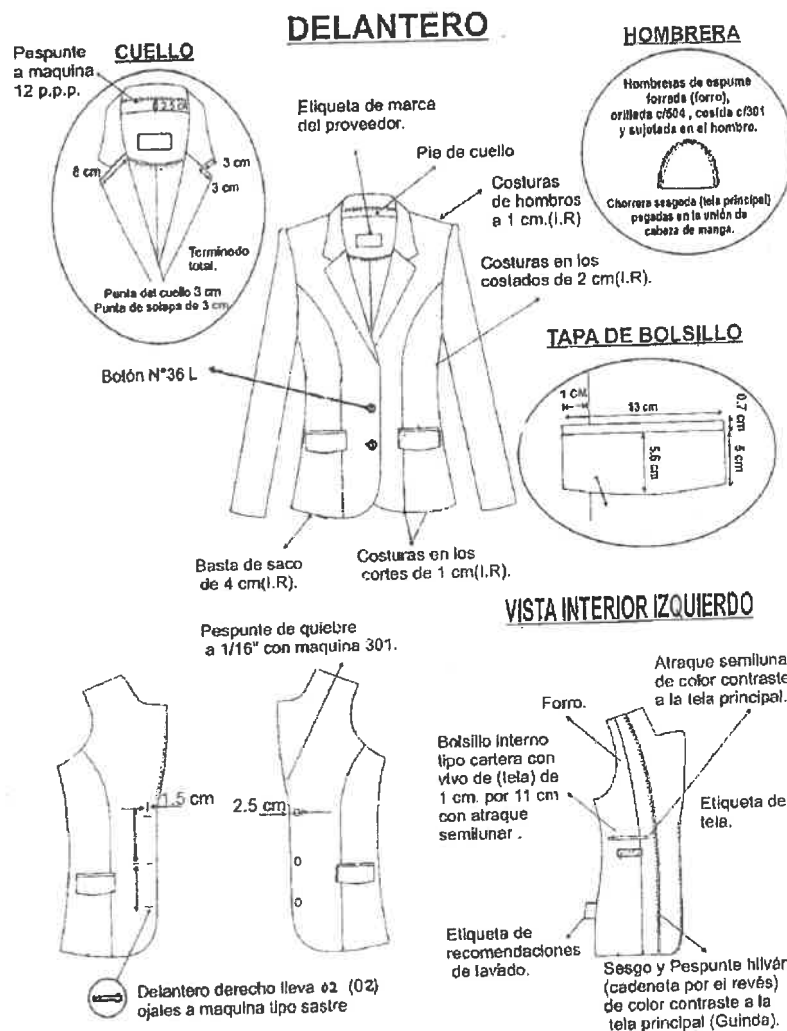 DELANTERO
CUELLO
Pespunte
a maquina
12 p.p.p.
2.5 cm
8 cm
3 cm
3 cm
Terminado
total.
Punta del cuello 3 cm
Punta de solapa de 3 cm
HOMBRERA
Hombreras de espuma
forrada (forro),
orillada c/504 , cosida c/301
y sujetada en el hombro.
Chorrera sesgada (tela principal)
pegadas en la unión de
cabeza de manga.
Etiqueta de marca
del proveedor.
Pie de cuello
Costuras
de hombros
a 1 cm.(I.R)
Costuras en los
costados de 2 cm(I.R).
Botón N°36 L
Basta de saco
de 4 cm(I.R).
Costuras en los
cortes de 1 cm(I.R).
TAPA DE BOLSILLO
1 CM.
13 cm
0.7 cm
5.6 cm
5 cm
Pespunte de quiebre
a 1/16" con maquina 301.
1.5 cm
2.5 cm
Delantero derecho lleva 02 (02)
ojales a maquina tipo sastre
VISTA INTERIOR IZQUIERDO
Atraque semilunar
de color contraste
a la tela principal.
Forro.
Bolsillo interno
tipo cartera con
vivo de (tela) de
1 cm. por 11 cm
con atraque
semilunar .
Etiqueta de
tela.
Etiqueta de
recomendaciones
de lavado.
Sesgo y Pespunte hilván
(cadeneta por el revés)
de color contraste a la
tela principal (Guinda).